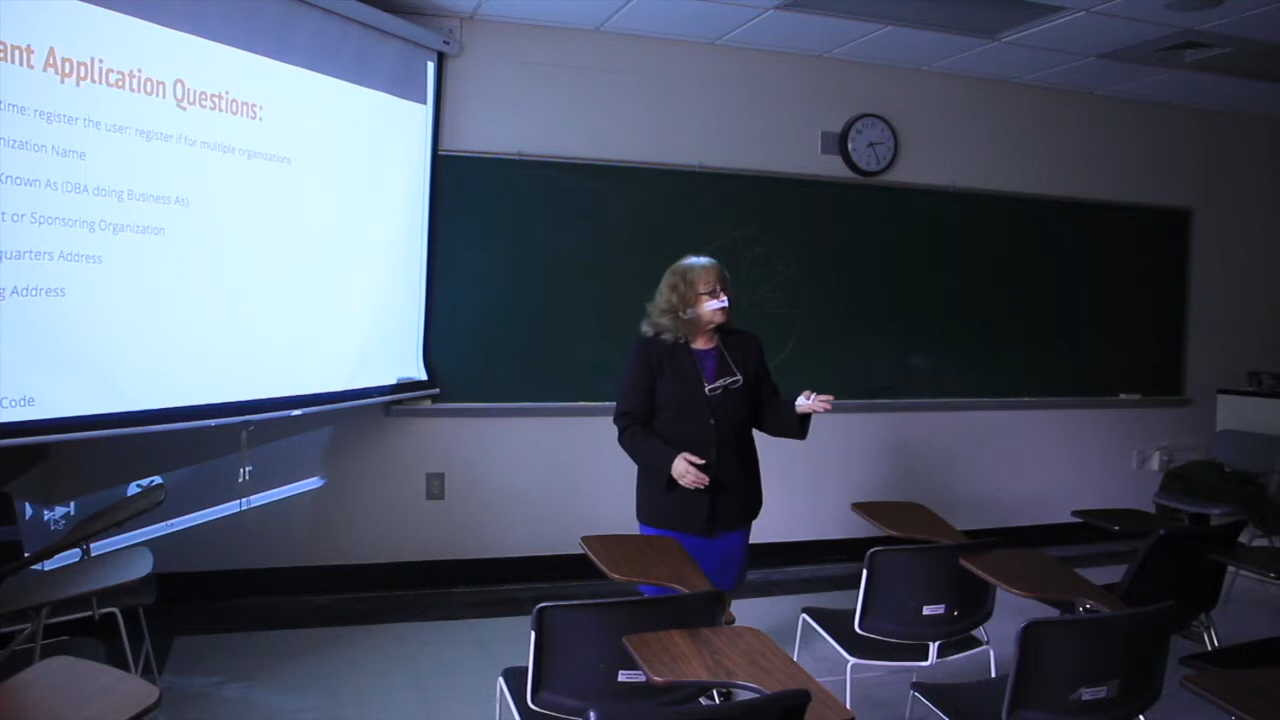 ant Application Questions:
time: register the user: register if for multiple organizations
nization Name
Known As (DBA doing Business As)
t or Sponsoring Organization
quarters Address
g Address
Code